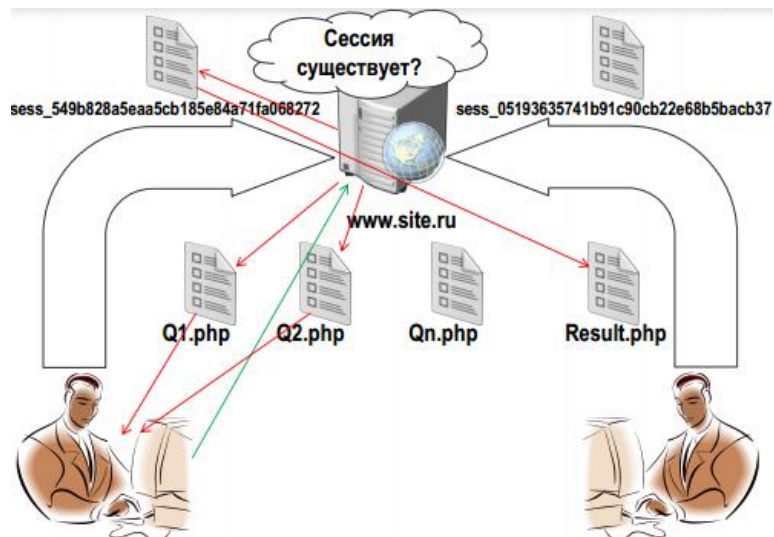 Сессия
существует?
sess_549b828a5eaa5cb185e84a71fa068272
sess_05193635741b91c90cb22e68b5bacb37
www.site.ru
Q1.php
Q2.php
Qn.php
Result.php